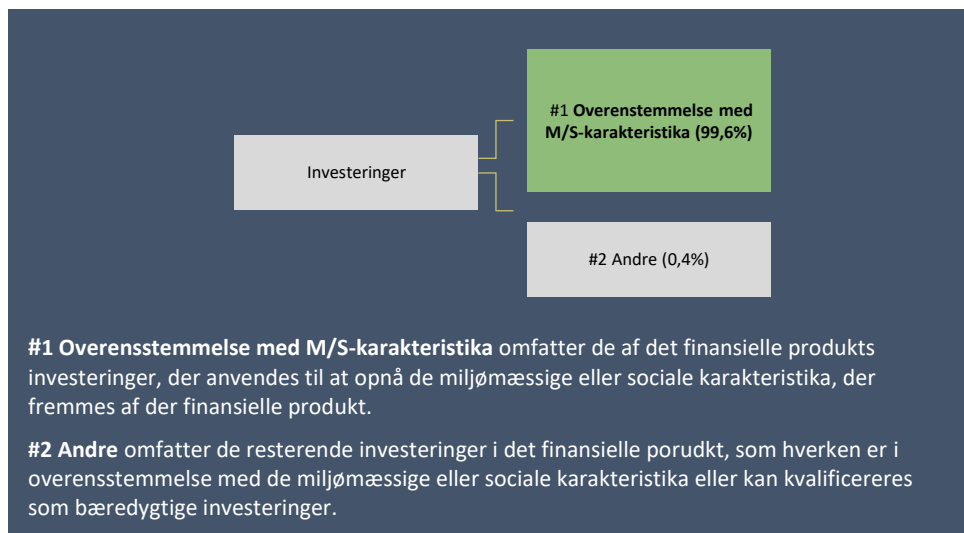 #1 Overenstemmelse med
M/S-karakteristika (99,6%)
Investeringer
#2 Andre (0,4%)
#1 Overensstemmelse med M/S-karakteristika omfatter de af det finansielle produkts
investeringer, der anvendes til at opnå de miljømæssige eller sociale karakteristika, der
fremmes af der finansielle produkt.
#2 Andre omfatter de resterende investeringer i det finansielle porudkt, som hverken er i
overensstemmelse med de miljømæssige eller sociale karakteristika eller kan kvalificereres
som bæredygtige investeringer.